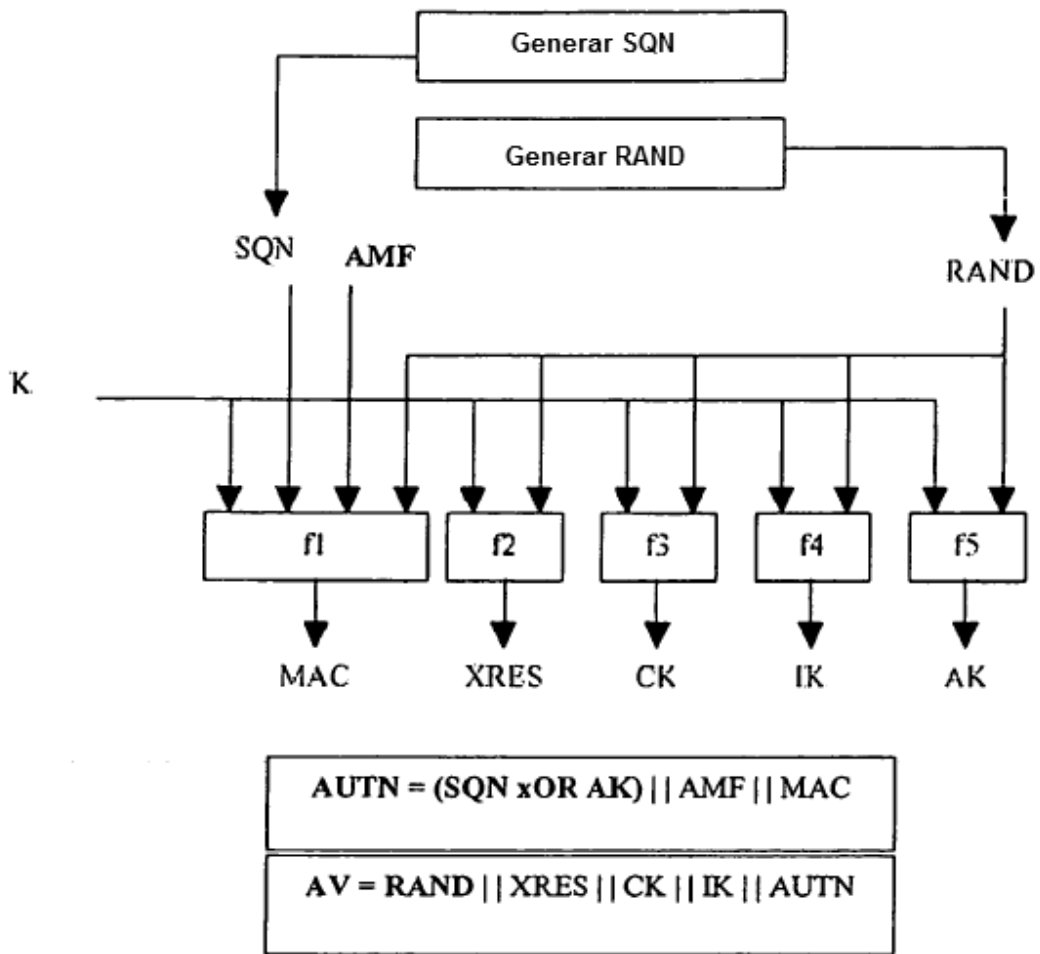 Generar SQN
Generar RAND
SQN AMF RAND
K
f1 f2 f3 f4 f5
MAC XRES CK IK AK
AUTN = (SQN xOR AK) || AMF || MAC
AV = RAND || XRES || CK || IK || AUTN